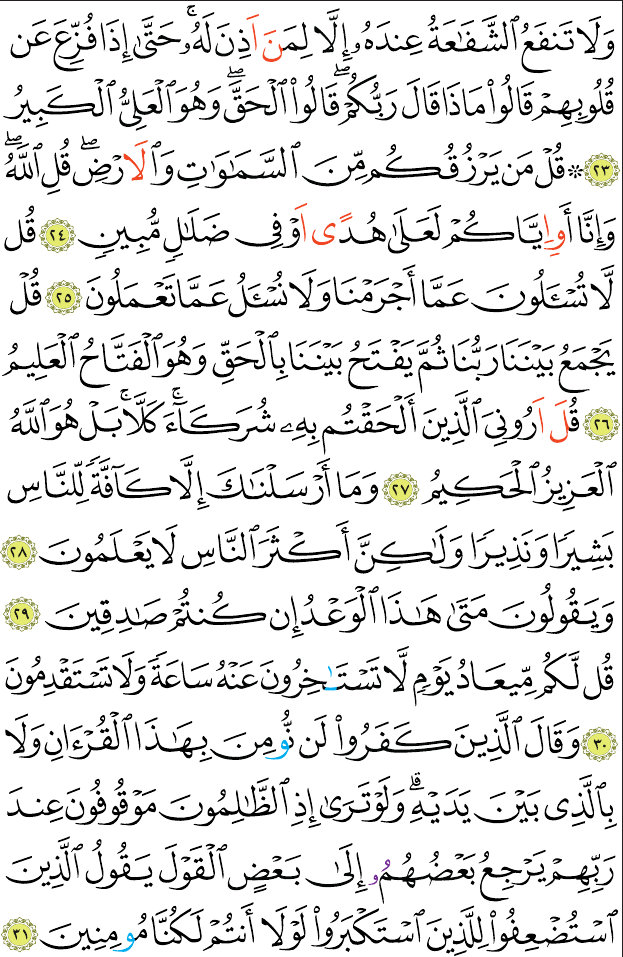 وَلَا تَنفَعُ ٱلشَّفَٰعَةُ عِندَهُۥٓ إِلَّا لِمَنَ اَذِنَ لَهُۥۚ حَتَّىٰٓ إِذَا فُزِّعَ عَن
قُلُوبِهِمۡ قَالُواْ مَاذَا قَالَ رَبُّكُمۡۖ قَالُواْ ٱلۡحَقَّۖ وَهُوَ ٱلۡعَلِيُّ ٱلۡكَبِيرُ
٢٣ ۞ قُلۡ مَن يَرۡزُقُكُم مِّنَ ٱلسَّمَٰوَٰتِ وَٱلَارۡضِۖ قُلِ ٱللَّهُۖ
وَإِنَّآ أَوِ اِيَّاكُمۡ لَعَلَىٰ هُدًى اَوۡ فِي ضَلَٰلٖ مُّبِينٖ ٢٤ قُل
لَّا تُسۡـَٔلُونَ عَمَّآ أَجۡرَمۡنَا وَلَا نُسۡـَٔلُ عَمَّا تَعۡمَلُونَ ٢٥ قُلۡ
يَجۡمَعُ بَيۡنَنَا رَبُّنَا ثُمَّ يَفۡتَحُ بَيۡنَنَا بِٱلۡحَقِّ وَهُوَ ٱلۡفَتَّاحُ ٱلۡعَلِيمُ
٢٦ قُلَ اَرُونِيَ ٱلَّذِينَ أَلۡحَقۡتُم بِهِۦ شُرَكَآءَۚ كَلَّاۚ بَلۡ هُوَ ٱللَّهُ
ٱلۡعَزِيزُ ٱلۡحَكِيمُ ٢٧ وَمَآ أَرۡسَلۡنَٰكَ إِلَّا كَآفَّةٗ لِّلنَّاسِ
بَشِيرٗا وَنَذِيرٗا وَلَٰكِنَّ أَكۡثَرَ ٱلنَّاسِ لَا يَعۡلَمُونَ ٢٨
وَيَقُولُونَ مَتَىٰ هَٰذَا ٱلۡوَعۡدُ إِن كُنتُمۡ صَٰدِقِينَ ٢٩
قُل لَّكُم مِّيعَادُ يَوۡمٖ لَّا تَسۡتَٰخِرُونَ عَنۡهُ سَاعَةٗ وَلَا تَسۡتَقۡدِمُونَ
٣٠ وَقَالَ ٱلَّذِينَ كَفَرُواْ لَن نُّومِنَ بِهَٰذَا ٱلۡقُرۡءَانِ وَلَا
بِٱلَّذِي بَيۡنَ يَدَيۡهِۗ وَلَوۡ تَرَىٰٓ إِذِ ٱلظَّٰلِمُونَ مَوۡقُوفُونَ عِندَ
رَبِّهِمۡ يَرۡجِعُ بَعۡضُهُمُۥٓ إِلَىٰ بَعۡضٍ ٱلۡقَوۡلَ يَقُولُ ٱلَّذِينَ
ٱسۡتُضۡعِفُواْ لِلَّذِينَ ٱسۡتَكۡبَرُواْ لَوۡلَآ أَنتُمۡ لَكُنَّا مُومِنِينَ ٣١